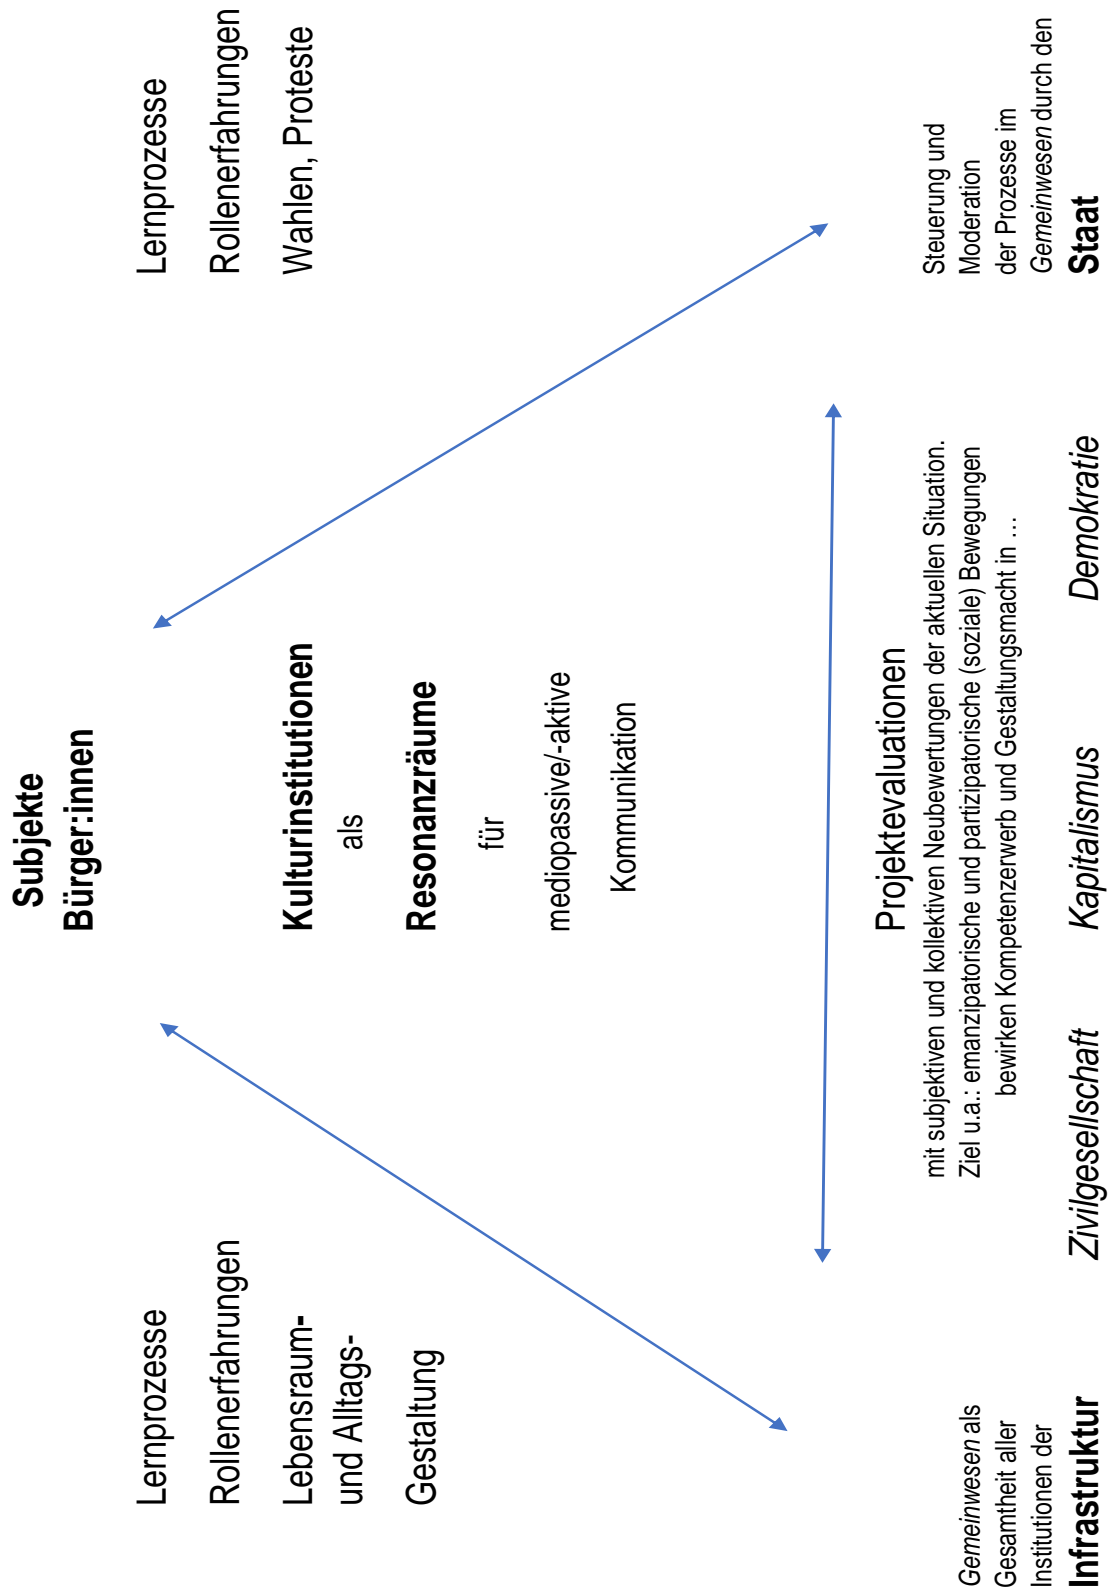 Subjekte
Bürger:innen
Lernprozesse
Rollenerfahrungen
Lebensraum-
und Alltags-
Gestaltung
Lernprozesse
Rollenerfahrungen
Wahlen, Proteste
Kulturinstitutionen
als
Resonanzräume
für
mediopassive/-aktive
Kommunikation
Projektevaluationen
mit subjektiven und kollektiven Neubewertungen der aktuellen Situation.
Ziel u.a.: emanzipatorische und partizipatorische (soziale) Bewegungen
bewirken Kompetenzerwerb und Gestaltungsmacht in …
Gemeinwesen als
Gesamtheit aller
Institutionen der
Infrastruktur
Zivilgesellschaft
Kapitalismus
Demokratie
Steuerung und
Moderation
der Prozesse im
Gemeinwesen durch den
Staat